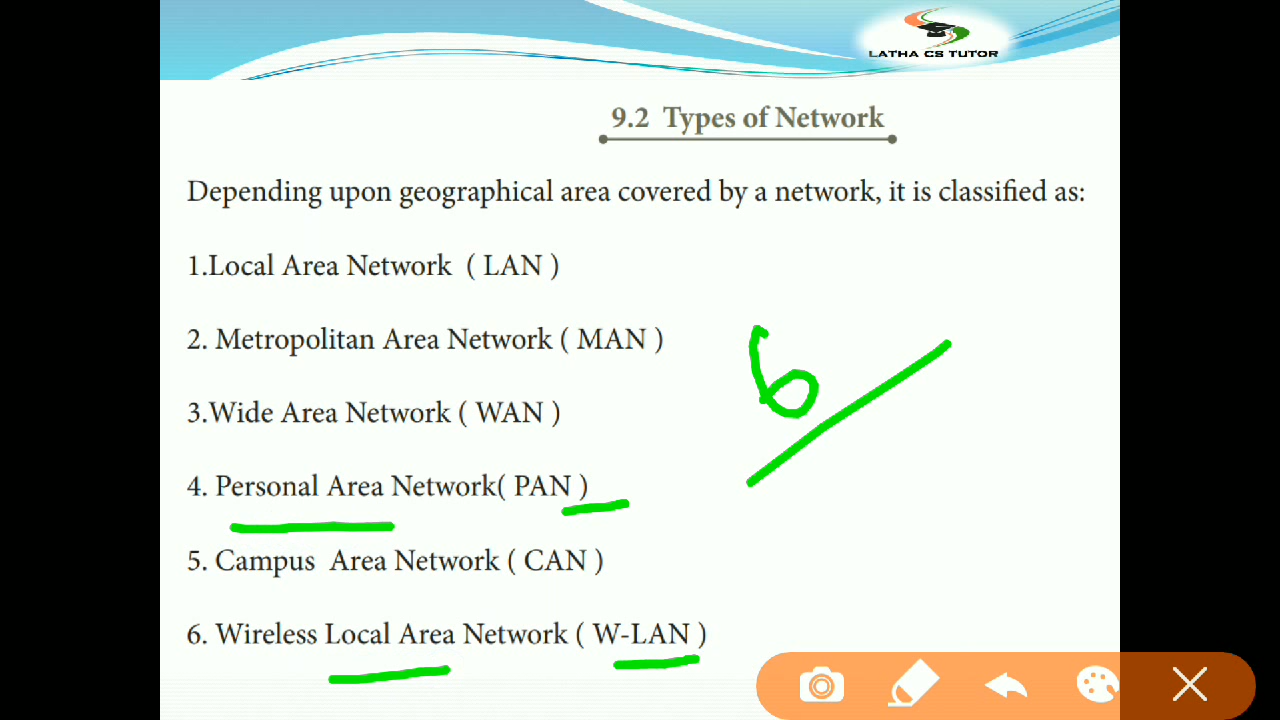 LATHA CS TUTOR
9.2 Types of Network
Depending upon geographical area covered by a network, it is classified as:
1.Local Area Network ( LAN )
2. Metropolitan Area Network ( MAN )
3.Wide Area Network ( WAN )
6
4. Personal Area Network( PAN )
5. Campus Area Network ( CAN )
6. Wireless Local Area Network ( W-LAN )